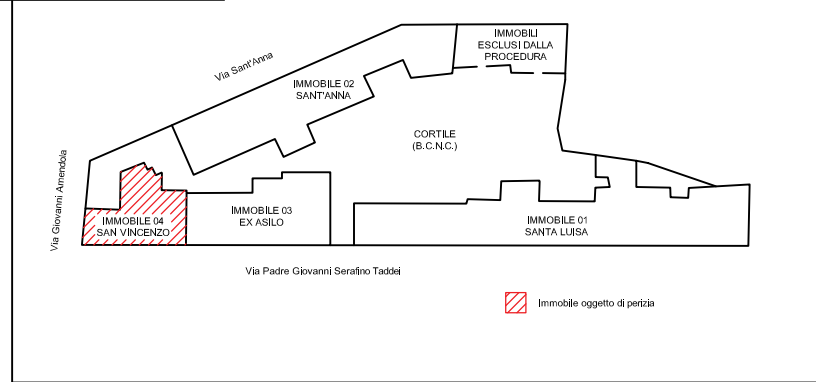 IMMOBILI
ESCLUSI DALLA
PROCEDURA
Via Sant'Anna
IMMOBILE 02
SANT'ANNA
CORTILE
(B.C.N.C.)
Via Giovanni Amendola
IMMOBILE 04
SAN VINCENZO
IMMOBILE 03
EX ASILO
IMMOBILE 01
SANTA LUISA
Via Padre Giovanni Serafino Taddei
Immobile oggetto di perizia